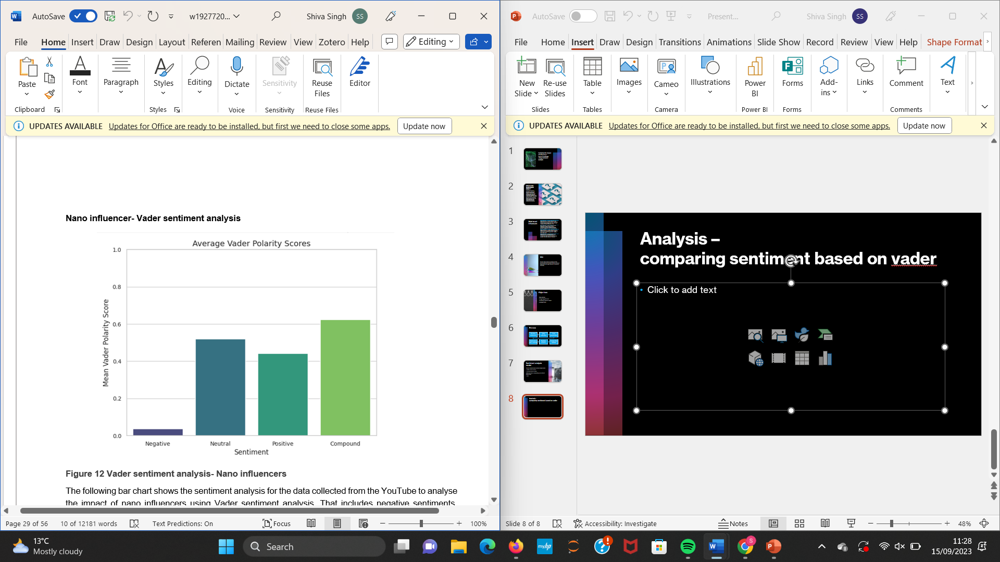 AutoSave
w1927720...
Shiva Singh
SS
File
Home
Insert
Draw
Design
Layout
Referen
Mailing
Review
View
Zotero
Help
Editing
Paste
Font
Paragraph
Styles
Editing
Dictate
Sensitivity
Reuse
Files
Editor
Clipboard
Styles
Voice
Sensitivity
Reuse Files
UPDATES AVAILABLE Updates for Office are ready to be installed, but first we need to close some apps. Update now
Nano influencer- Vader sentiment analysis
Average Vader Polarity Scores
1.0
0.8
0.6
0.4
0.2
0.0
Mean Vader Polarity Score
Negative
Neutral
Positive
Compound
Sentiment
Figure 12 Vader sentiment analysis- Nano influencers
The following bar chart shows the sentiment analysis for the data collected from the YouTube to analyse
the impact of nano influencers using Vader sentiment analysis. That includes negative sentiments,
Page 29 of 56
10 of 12181 words
Text Predictions: On
Focus
100%
AutoSave
Present...
Shiva Singh
SS
File
Home
Insert
Draw
Design
Transitions
Animations
Slide Show
Record
Review
View
Help
Shape Format
New
Slide
Re-use
Slides
Table
Images
Cameo
Illustrations
Power
BI
Forms
Add-
ins
Links
Comment
Text
Slides
Tables
Camera
Power BI
Forms
Comments
UPDATES AVAILABLE Updates for Office are ready to be installed, but first we need to close some apps. Update now
1
2
3
4
5
6
7
8
Analysis –
comparing sentiment based on vader
• Click to add text
Slide 8 of 8
Accessibility: Investigate
Notes
48%
13°C
Mostly cloudy
Search
myhp
S
11:28
15/09/2023